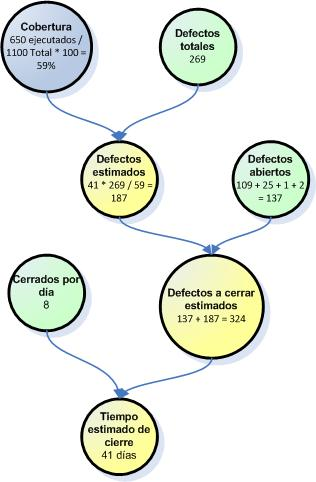 Cobertura
650 ejecutados /
1100 Total * 100 =
59%
Defectos
totales
269
Defectos
estimados
41 * 269 / 59 =
187
Defectos
abiertos
109 + 25 + 1 + 2
= 137
Cerrados por
día
8
Defectos a cerrar
estimados
137 + 187 = 324
Tiempo
estimado de
cierre
41 días